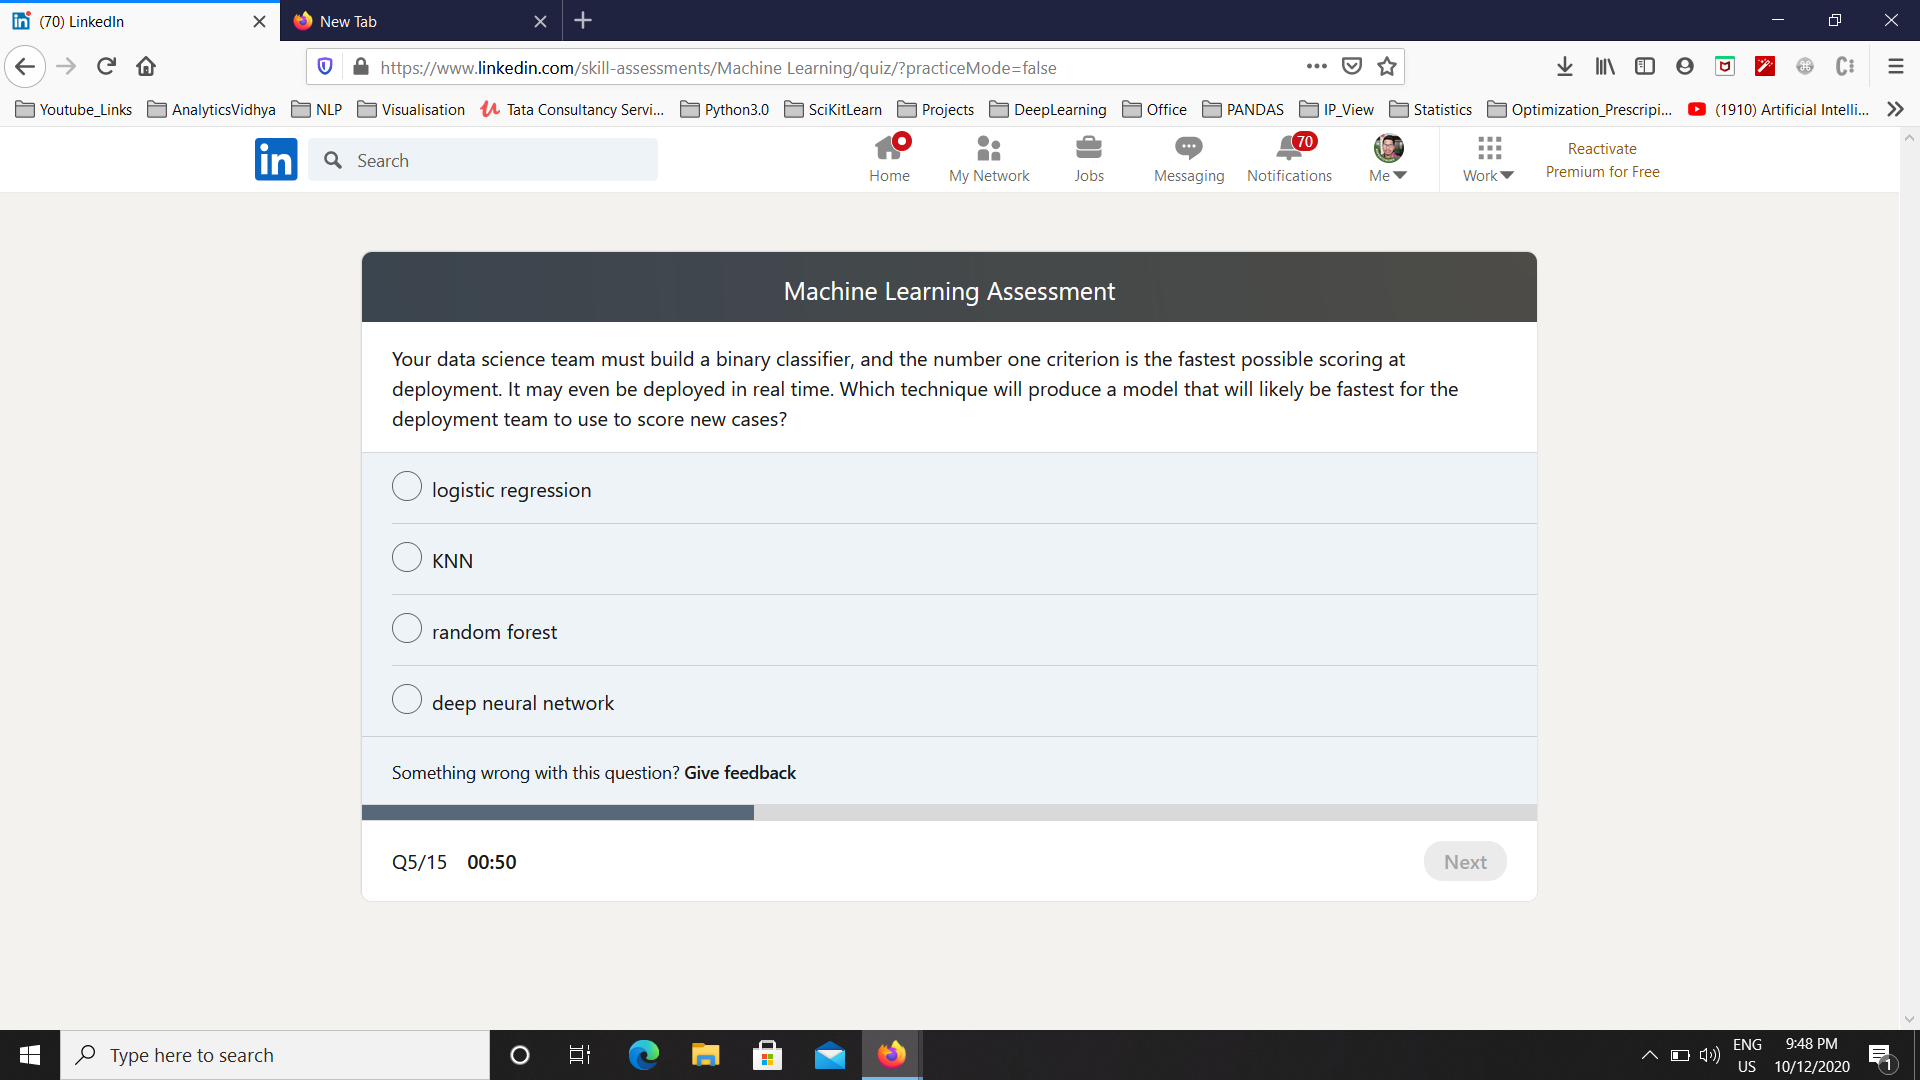 (70) LinkedIn
New Tab
https://www.linkedin.com/skill-assessments/Machine Learning/quiz/?practiceMode=false
Youtube_Links AnalyticsVidhya NLP Visualisation Tata Consultancy Servi... Python3.0 SciKitLearn Projects DeepLearning Office PANDAS IP_View Statistics Optimization_Prescripi... (1910) Artificial Intelli...
in
Search
Home
My Network
Jobs
Messaging
70
Notifications
Me
Work
Reactivate
Premium for Free
Machine Learning Assessment
Your data science team must build a binary classifier, and the number one criterion is the fastest possible scoring at
deployment. It may even be deployed in real time. Which technique will produce a model that will likely be fastest for the
deployment team to use to score new cases?
logistic regression
KNN
random forest
deep neural network
Something wrong with this question? Give feedback
Q5/15 00:50
Next
Type here to search
ENG
US
9:48 PM
10/12/2020
1